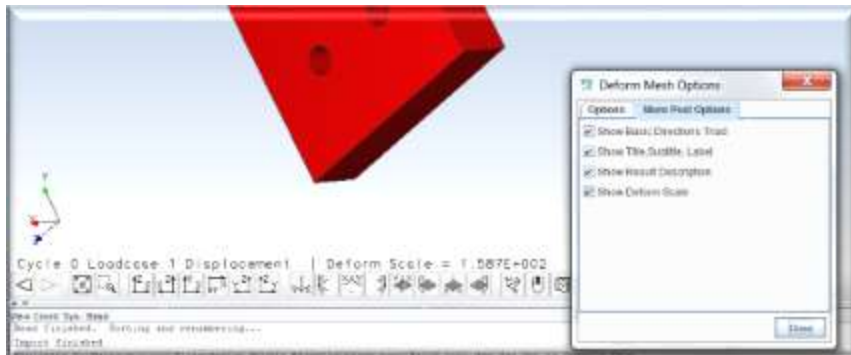 Deform Mesh Options
Options More Post Options
Show Basic Directions Triad
Show Title, Subtitle, Label
Show Result Description
Show Deform Scale
Y
X
Z
Cycle 0 Loadcase 1 Displacement | Deform Scale = 1.587E+002
Read finished. Sorting and renumbering...
Import finished
Close